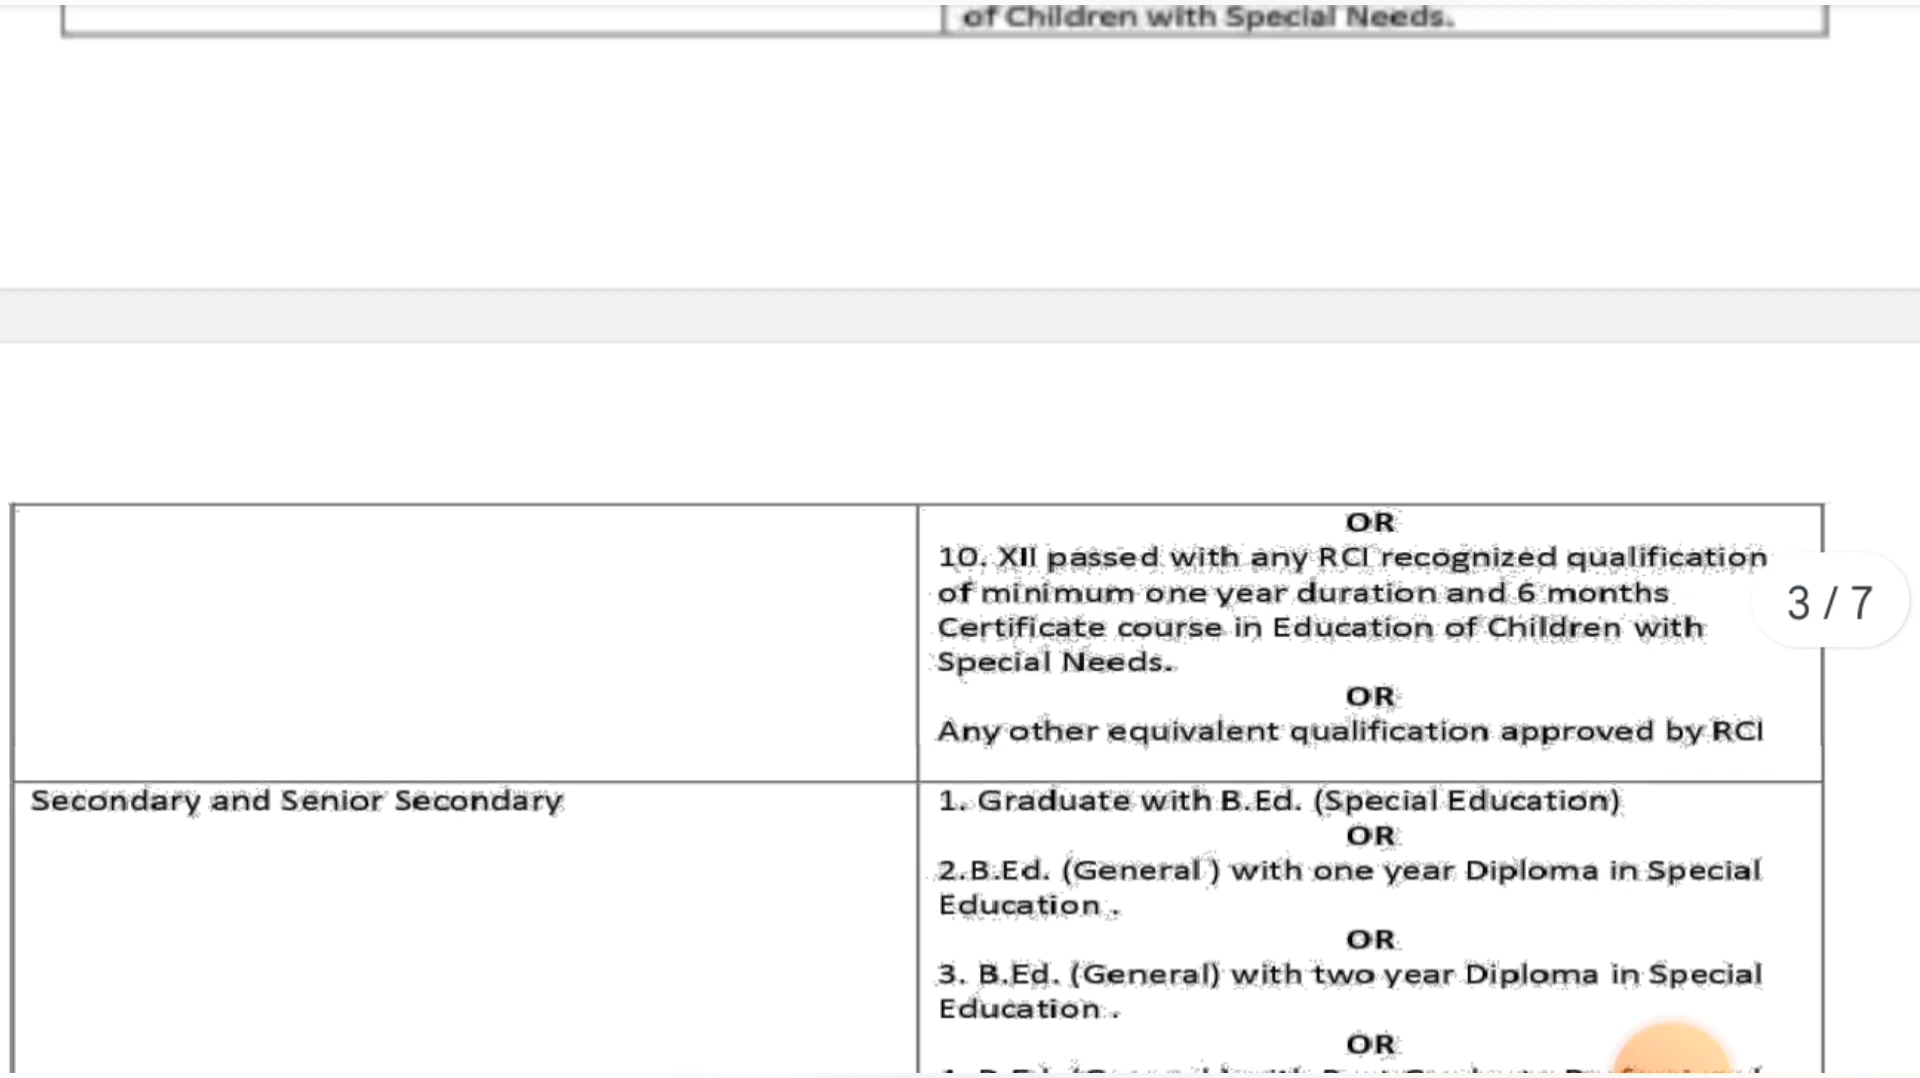 of Children with Special Needs.
OR
10. XII passed with any RCI recognized qualification
of minimum one year duration and 6 months
Certificate course in Education of Children with
Special Needs.
OR
Any other equivalent qualification approved by RCI
3 / 7
Secondary and Senior Secondary
1. Graduate with B.Ed. (Special Education)
OR
2.B.Ed. (General ) with one year Diploma in Special
Education .
OR
3. B.Ed. (General) with two year Diploma in Special
Education .
OR